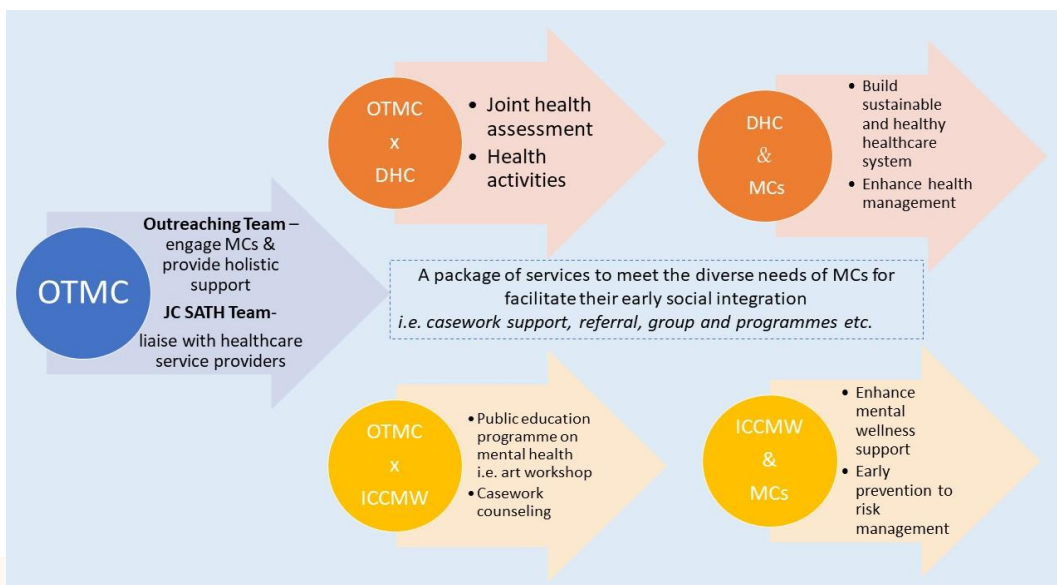 OTMC
Outreaching Team –
engage MCs &
provide holistic
support
JC SATH Team-
liaise with healthcare
service providers
OTMC
x
DHC
• Joint health
assessment
• Health
activities
DHC
&
MCs
• Build
sustainable
and healthy
healthcare
system
• Enhance health
management
A package of services to meet the diverse needs of MCs for
facilitate their early social integration
i.e. casework support, referral, group and programmes etc.
OTMC
x
ICCMW
• Public education
programme on
mental health
i.e. art workshop
• Casework
counseling
ICCMW
&
MCs
• Enhance
mental
wellness
support
• Early
prevention to
risk
management